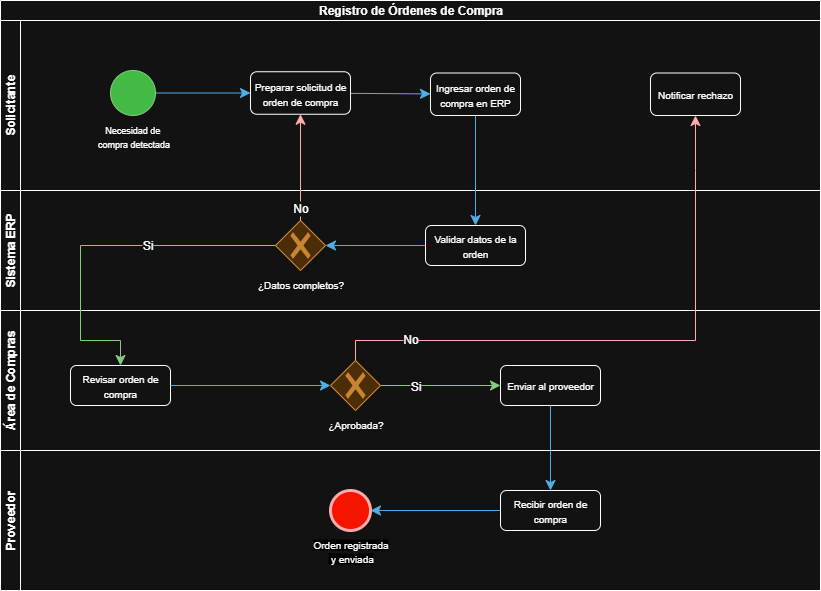 Registro de Órdenes de Compra
Solicitante
Necesidad de
compra detectada
Preparar solicitud de
orden de compra
Ingresar orden de
compra en ERP
Notificar rechazo
Sistema ERP
No
Si
¿Datos completos?
Validar datos de la
orden
Área de Compras
Revisar orden de
compra
No
¿Aprobada?
Si
Enviar al proveedor
Proveedor
Recibir orden de
compra
Orden registrada
y enviada